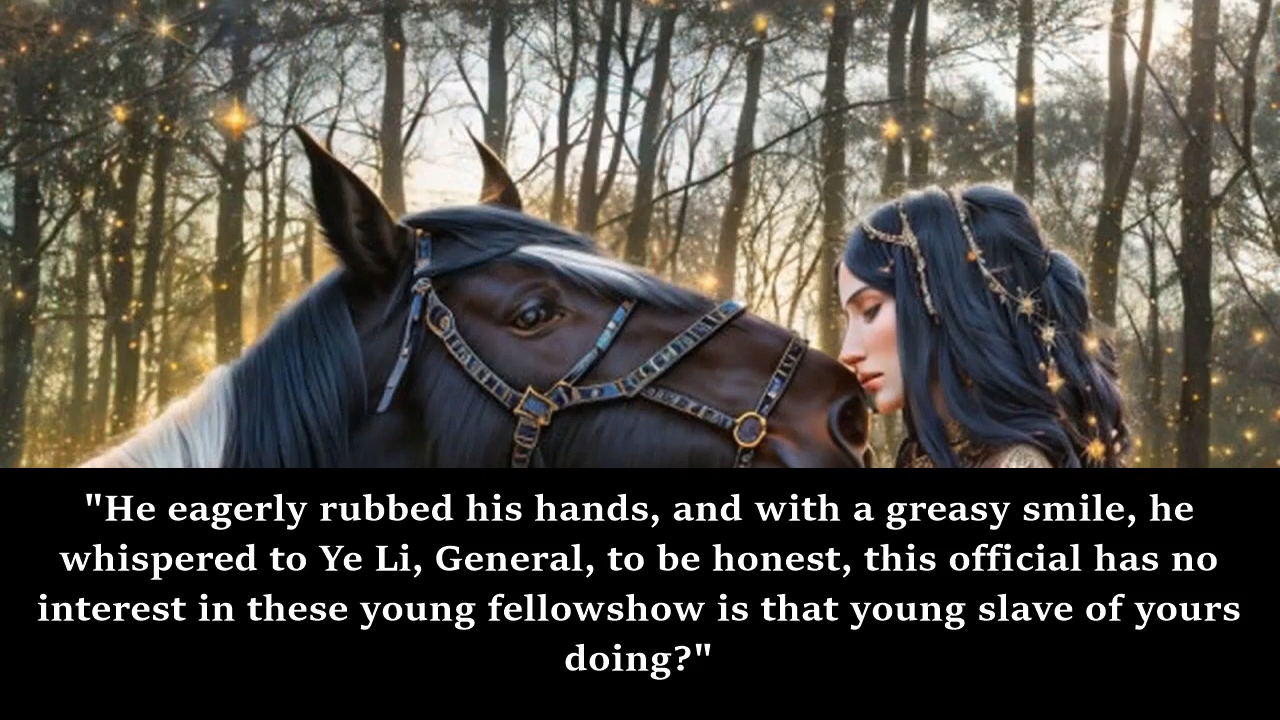 "He eagerly rubbed his hands, and with a greasy smile, he
whispered to Ye Li, General, to be honest, this official has no
interest in these young fellowshow is that young slave of yours
doing?"